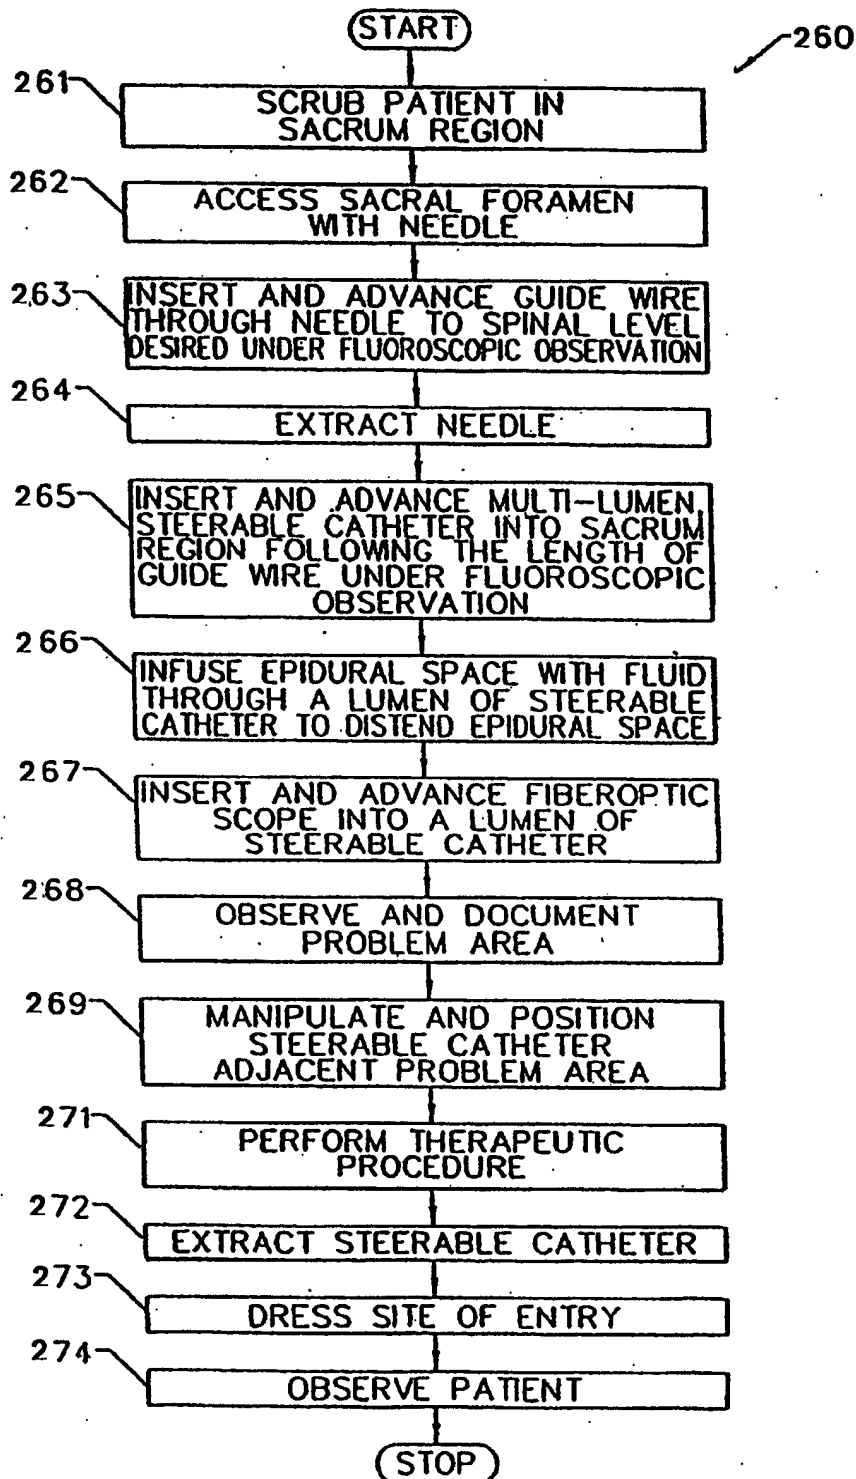 START
260
261
SCRUB PATIENT IN
SACRUM REGION
262
ACCESS SACRAL FORAMEN
WITH NEEDLE
263
INSERT AND ADVANCE GUIDE WIRE
THROUGH NEEDLE TO SPINAL LEVEL
DESIRED UNDER FLUOROSCOPIC OBSERVATION
264
EXTRACT NEEDLE
265
INSERT AND ADVANCE MULTI-LUMEN,
STEERABLE CATHETER INTO SACRUM
REGION FOLLOWING THE LENGTH OF
GUIDE WIRE UNDER FLUOROSCOPIC
OBSERVATION
266
INFUSE EPIDURAL SPACE WITH FLUID
THROUGH A LUMEN OF STEERABLE
CATHETER TO DISTEND EPIDURAL SPACE
267
INSERT AND ADVANCE FIBEROPTIC
SCOPE INTO A LUMEN OF
STEERABLE CATHETER
268
OBSERVE AND DOCUMENT
PROBLEM AREA
269
MANIPULATE AND POSITION
STEERABLE CATHETER
ADJACENT PROBLEM AREA
271
PERFORM THERAPEUTIC
PROCEDURE
272
EXTRACT STEERABLE CATHETER
273
DRESS SITE OF ENTRY
274
OBSERVE PATIENT
STOP